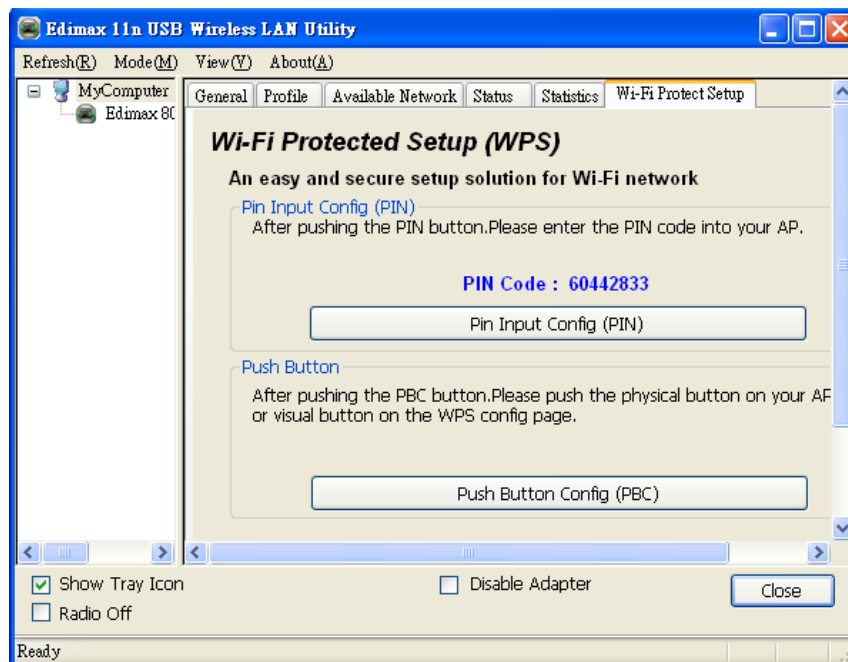 Edimax 11n USB Wireless LAN Utility
Refresh(R) Mode(M) View(V) About(A)
MyComputer
Edimax 80
General Profile Available Network Status Statistics Wi-Fi Protect Setup
Wi-Fi Protected Setup (WPS)
An easy and secure setup solution for Wi-Fi network
Pin Input Config (PIN)
After pushing the PIN button.Please enter the PIN code into your AP.
PIN Code : 60442833
Pin Input Config (PIN)
Push Button
After pushing the PBC button.Please push the physical button on your AP
or visual button on the WPS config page.
Push Button Config (PBC)
Show Tray Icon
Disable Adapter
Close
Radio Off
Ready